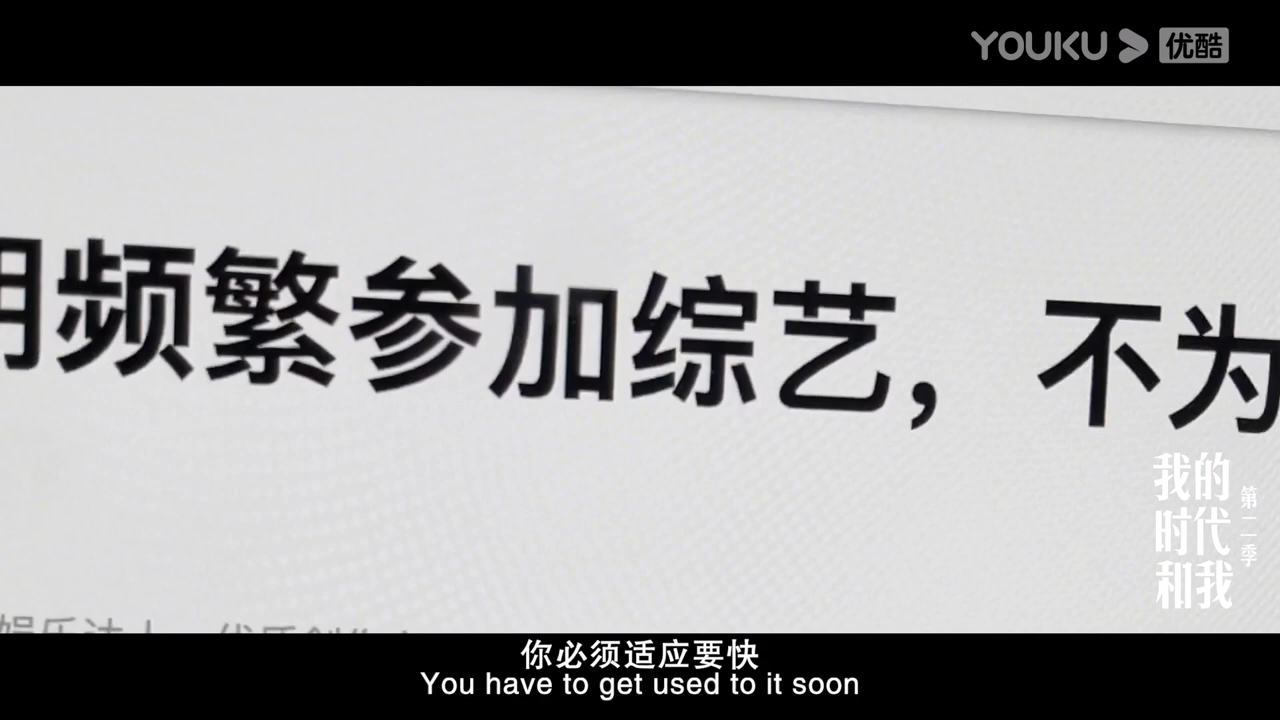 YOUKU 优酷
频繁参加综艺，不为
我的
时代
和我
第二季
你必须适应要快
You have to get used to it soon